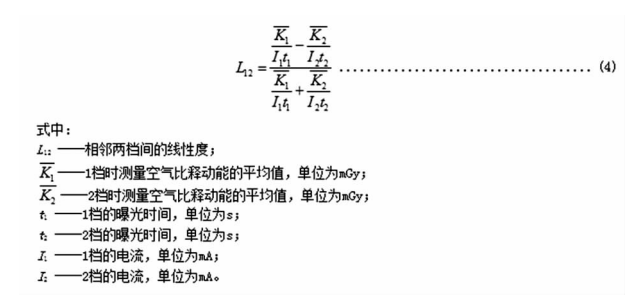 L₁₂ = (K̅₁/(I₁t₁) − K̅₂/(I₂t₂)) / (K̅₁/(I₁t₁) + K̅₂/(I₂t₂)) ...................................... (4)
式中：
L₁₂ ——相邻两档间的线性度；
K̅₁ ——1档时测量空气比释动能的平均值，单位为mGy；
K̅₂ ——2档时测量空气比释动能的平均值，单位为mGy；
t₁ ——1档的曝光时间，单位为s；
t₂ ——2档的曝光时间，单位为s；
I₁ ——1档的电流，单位为mA；
I₂ ——2档的电流，单位为mA。